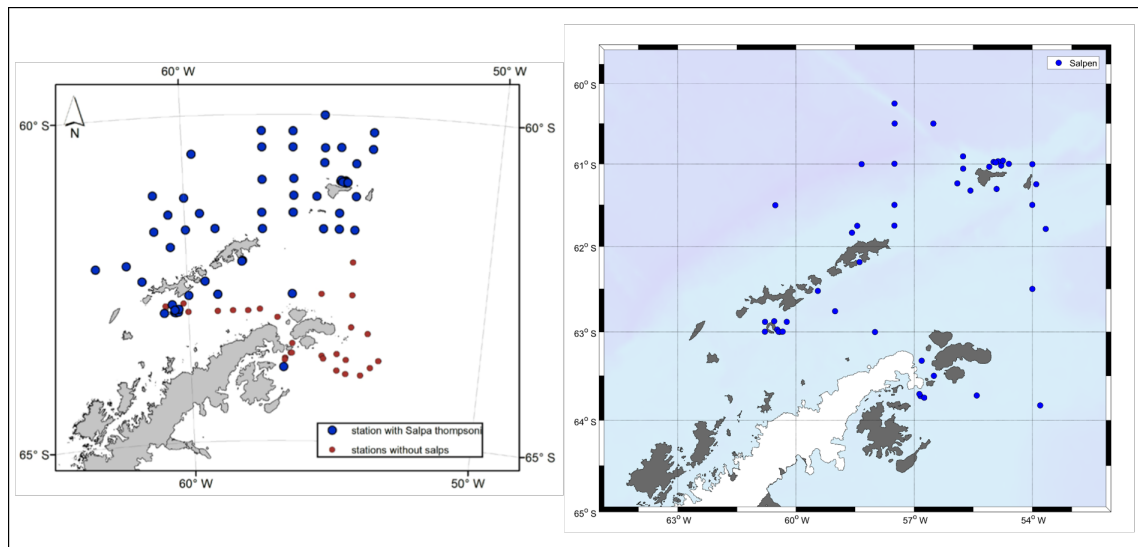 60° W
50° W
60° S
60° S
N
station with Salpa thompsoni
stations without salps
65° S
65° S
60° W
50° W
Salpen
60° S
61° S
62° S
63° S
64° S
65° S
63° W
60° W
57° W
54° W